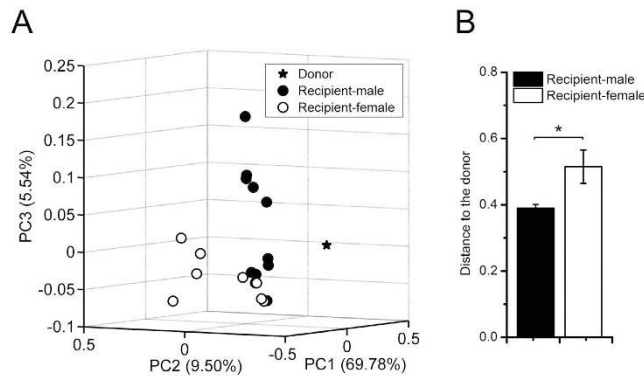 A
0.25
0.2
0.15
0.1
0.05
0
-0.05
-0.1
PC3 (5.54%)
0.5
0
-0.5
PC2 (9.50%)
0
0.5
PC1 (69.78%)
Donor
Recipient-male
Recipient-female
B
0.8
0.6
0.4
0.2
0.0
Distance to the donor
Recipient-male
Recipient-female
*